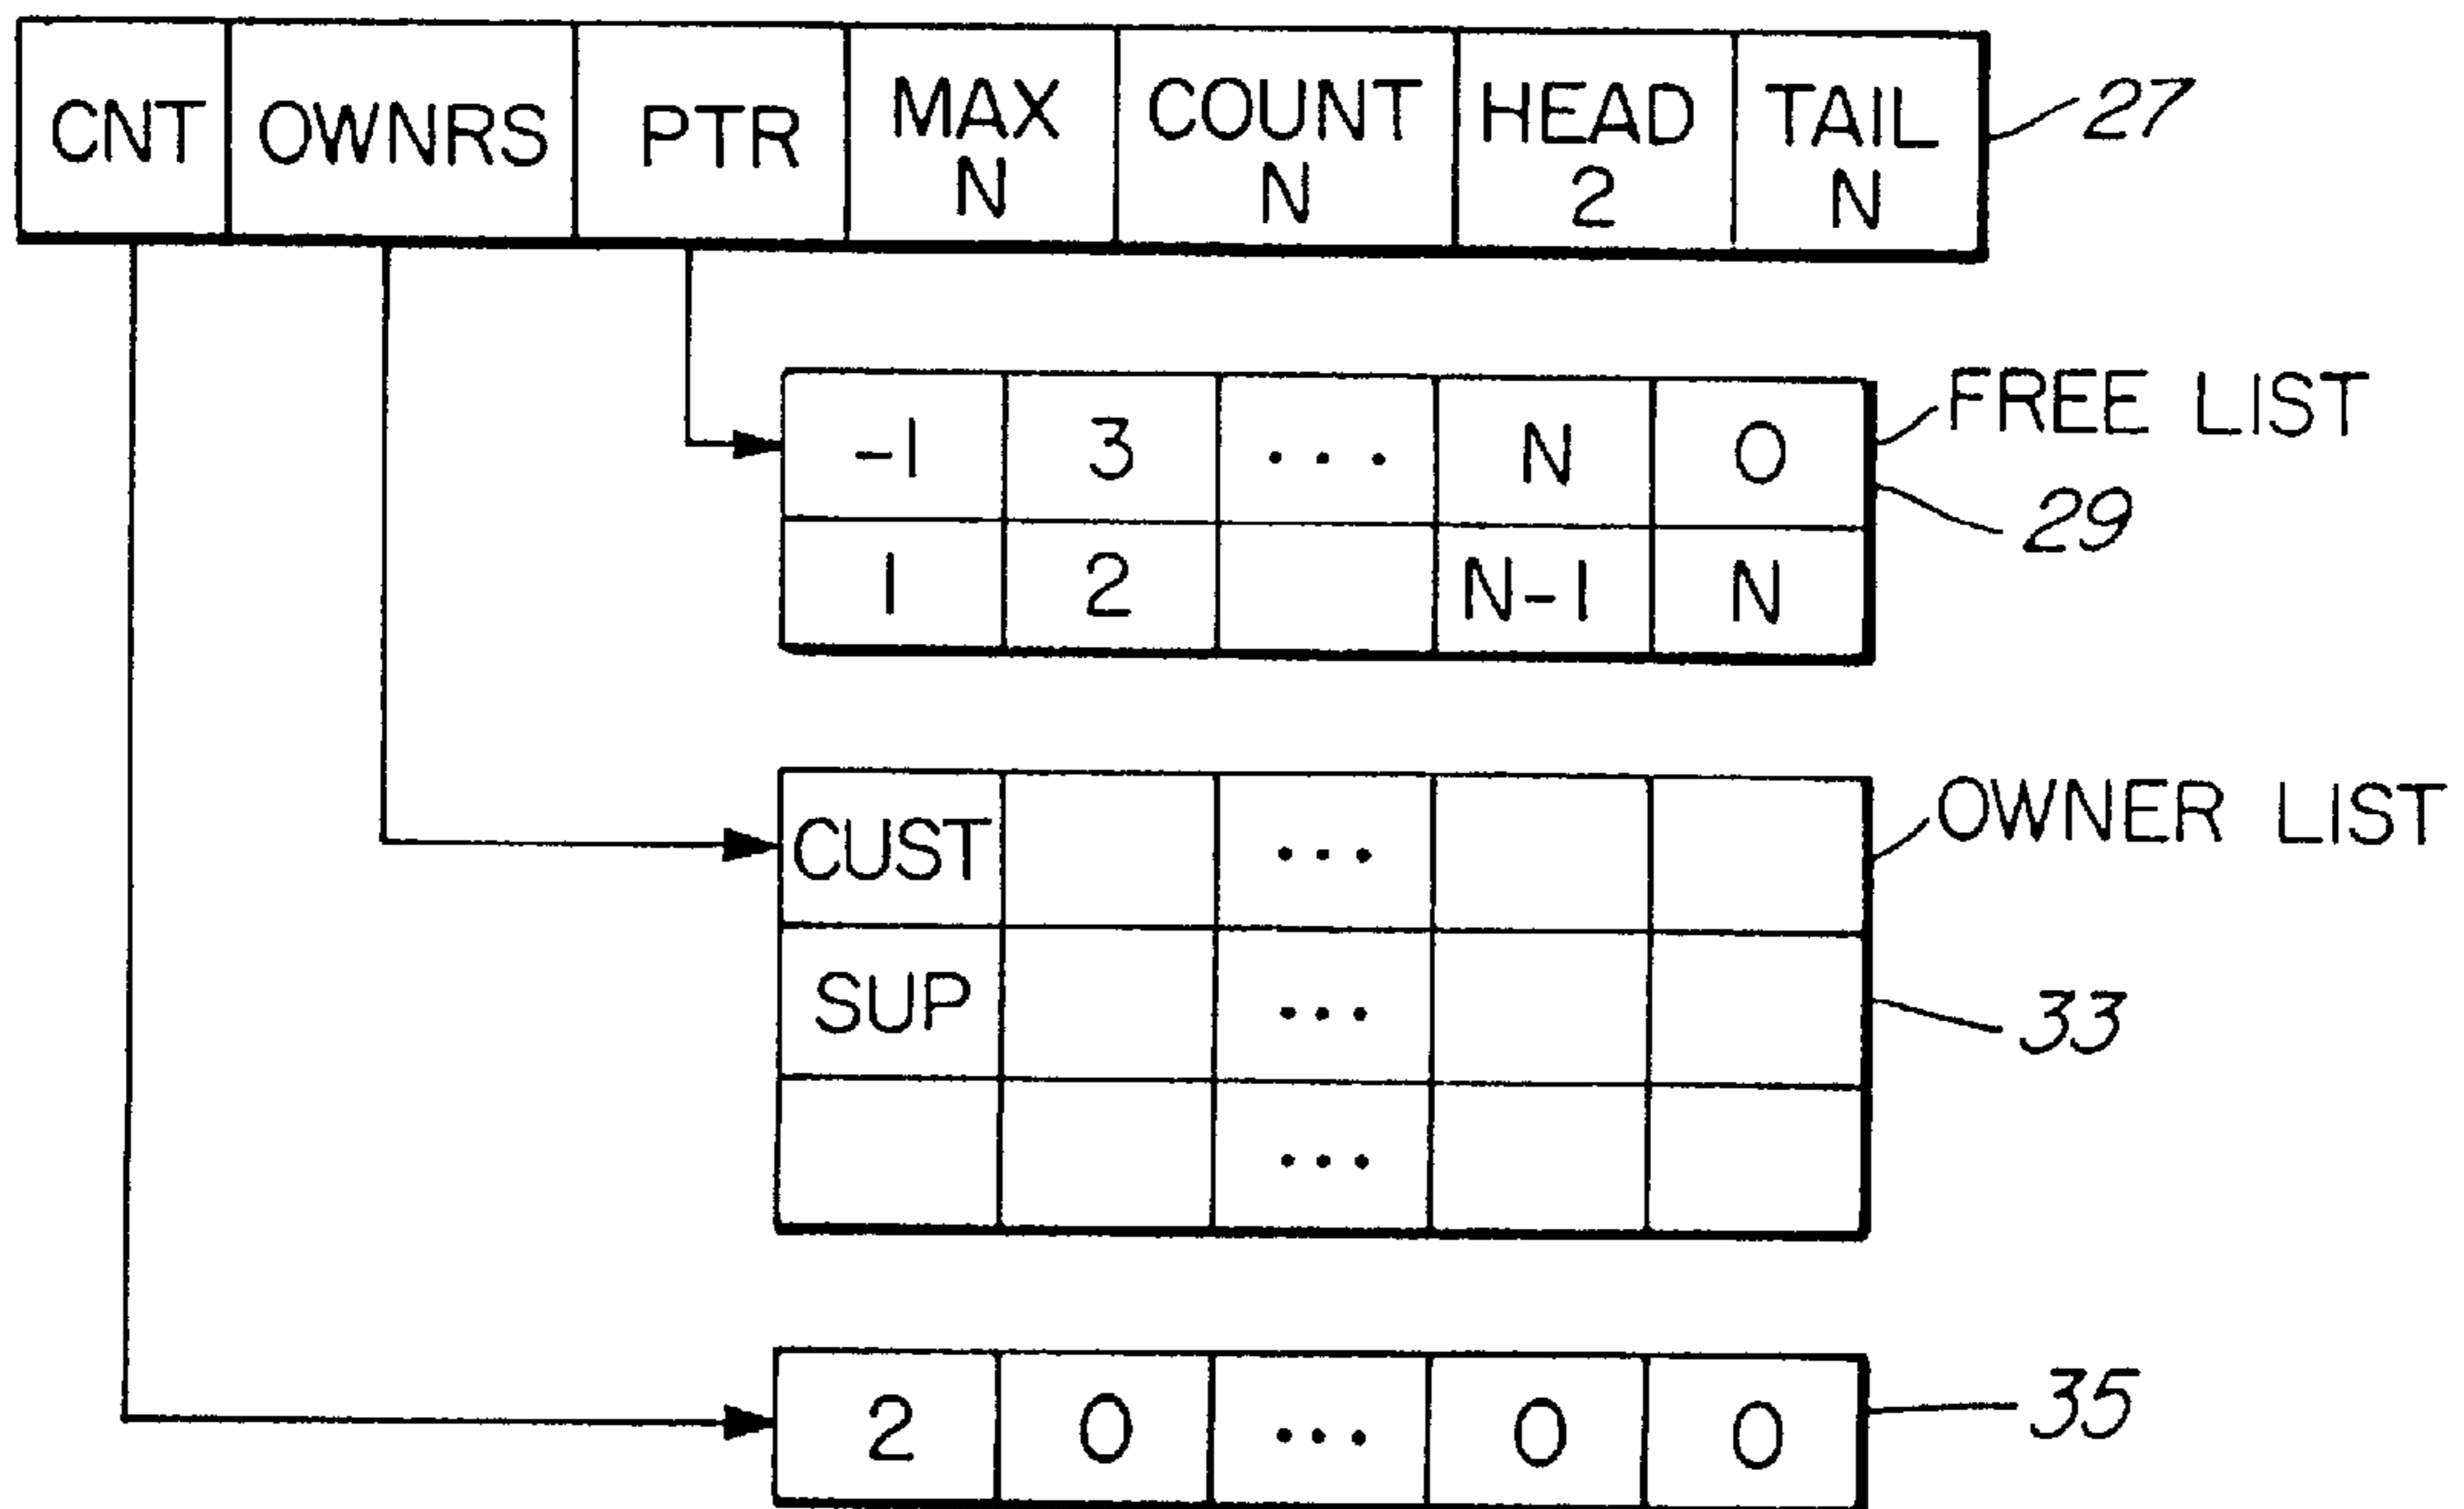 CNT OWNRS PTR MAX N COUNT N HEAD 2 TAIL N 27
-1 3 ... N 0 FREE LIST
1 2 N-1 N 29
CUST ... OWNER LIST
SUP ... 33
...
2 0 ... 0 0 35